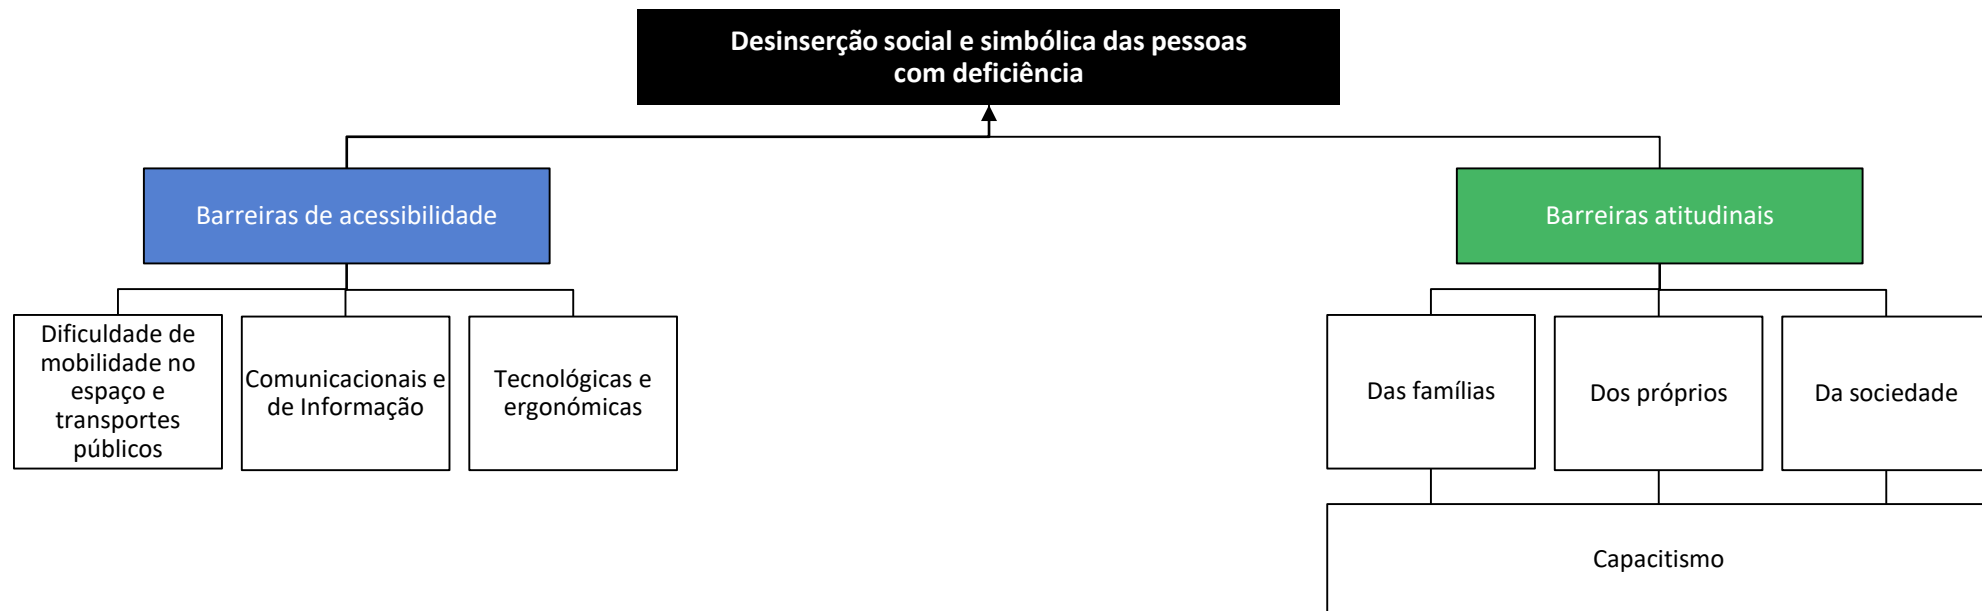 Desinserção social e simbólica das pessoas
com deficiência
Barreiras de acessibilidade
Barreiras atitudinais
Dificuldade de
mobilidade no
espaço e
transportes
públicos
Comunicacionais e
de Informação
Tecnológicas e
ergonómicas
Das famílias
Dos próprios
Da sociedade
Capacitismo